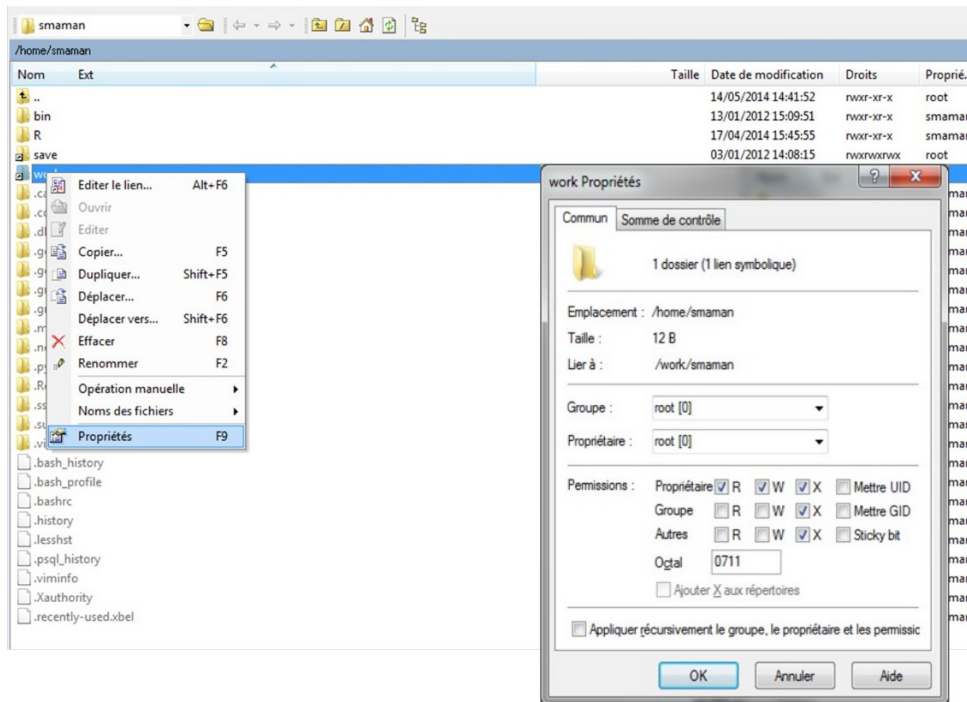 smaman
/home/smaman
Nom Ext Taille Date de modification Droits Proprié.
.. 14/05/2014 14:41:52 rwxr-xr-x root
bin 13/01/2012 15:09:51 rwxr-xr-x smaman
R 17/04/2014 15:45:55 rwxr-xr-x smaman
save 03/01/2012 14:08:15 rwxrwxrwx root
Editer le lien... Alt+F6
Ouvrir
Editer
Copier... F5
Dupliquer... Shift+F5
Déplacer... F6
Déplacer vers... Shift+F6
Effacer F8
Renommer F2
Opération manuelle
Noms des fichiers
Propriétés F9
.bash_history
.bash_profile
.bashrc
.history
.lesshst
.psql_history
.viminfo
.Xauthority
.recently-used.xbel
work Propriétés
Commun Somme de contrôle
1 dossier (1 lien symbolique)
Emplacement : /home/smaman
Taille : 12 B
Lier à : /work/smaman
Groupe : root [0]
Propriétaire : root [0]
Permissions : Propriétaire R W X Mettre UID
Groupe R W X Mettre GID
Autres R W X Sticky bit
Octal 0711
Ajouter X aux répertoires
Appliquer récursivement le groupe, le propriétaire et les permissic
OK Annuler Aide